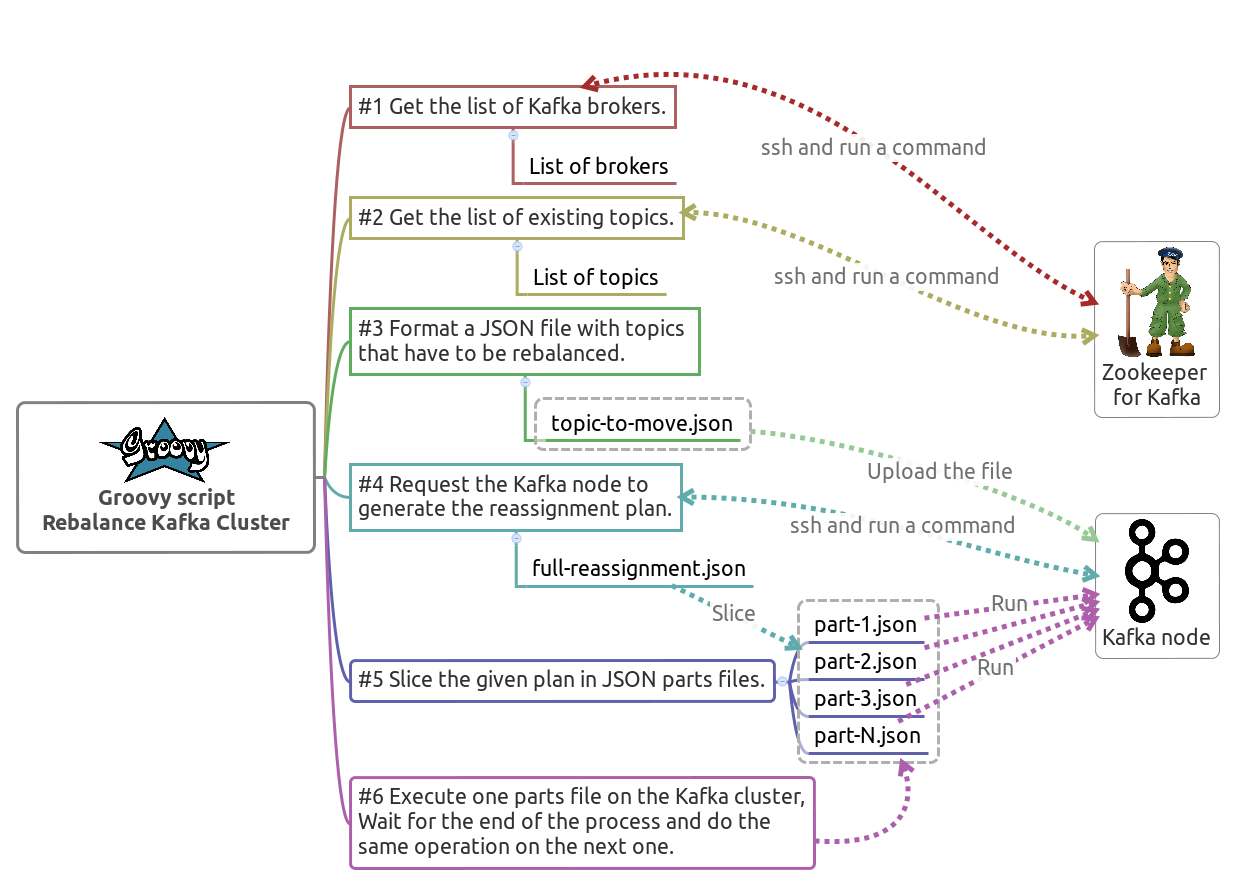 #1 Get the list of Kafka brokers.
List of brokers
ssh and run a command
#2 Get the list of existing topics.
List of topics
ssh and run a command
Zookeeper
for Kafka
#3 Format a JSON file with topics
that have to be rebalanced.
topic-to-move.json
Upload the file
Groovy
Groovy script
Rebalance Kafka Cluster
#4 Request the Kafka node to
generate the reassignment plan.
ssh and run a command
full-reassignment.json
Slice
Kafka node
#5 Slice the given plan in JSON parts files.
part-1.json
part-2.json
part-3.json
part-N.json
Run
Run
#6 Execute one parts file on the Kafka cluster,
Wait for the end of the process and do the
same operation on the next one.